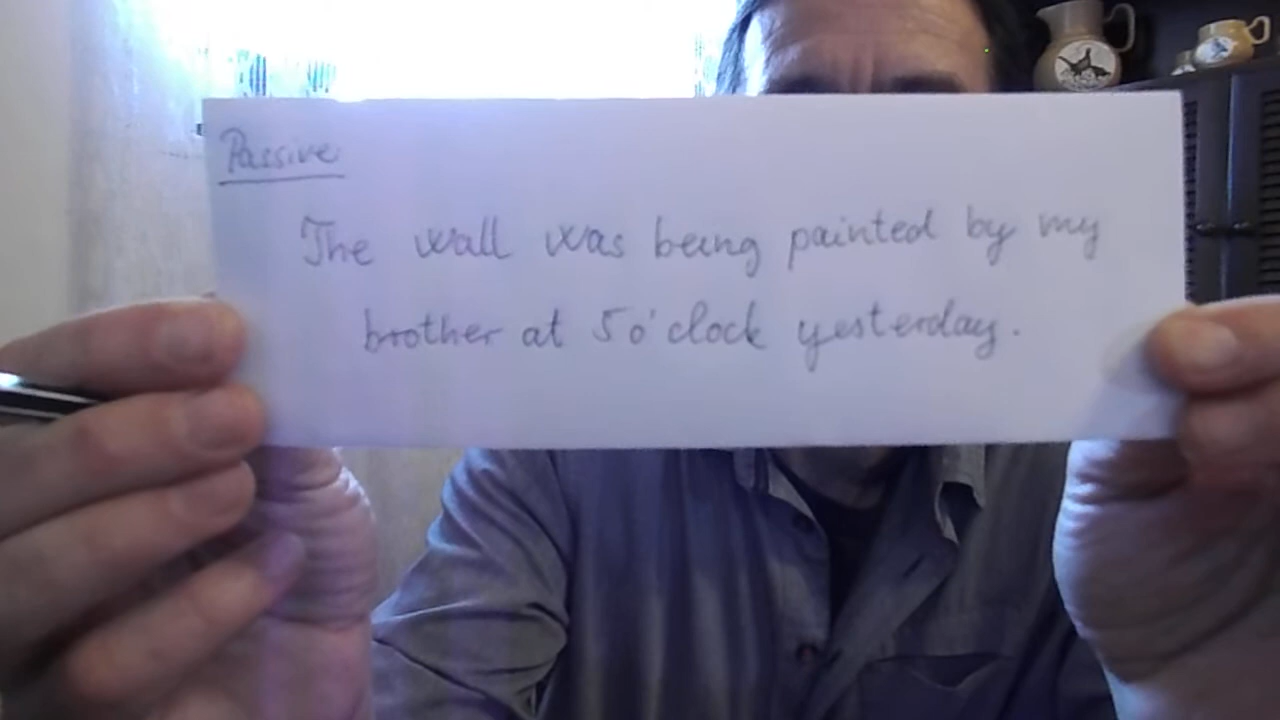 Passive
The wall was being painted by my
brother at 5 o'clock yesterday.